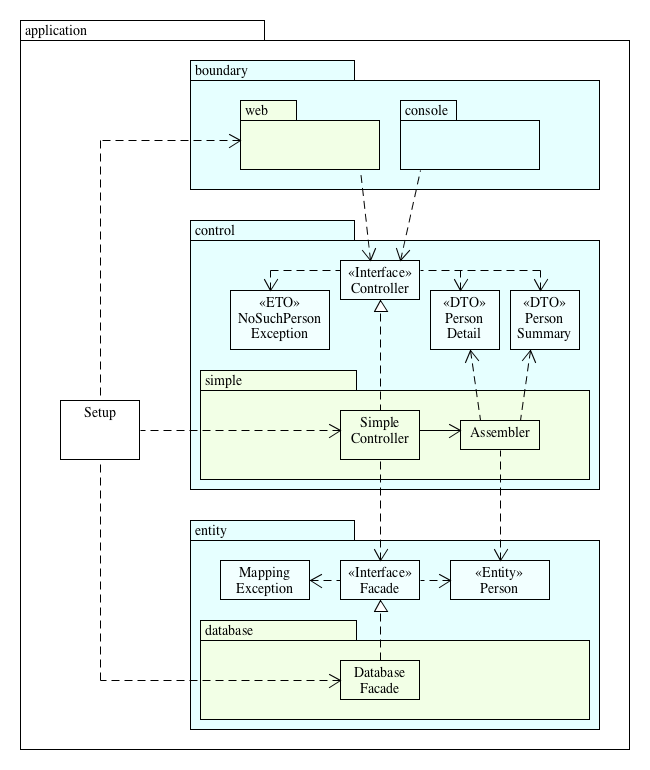 application
boundary
web
console
control
«Interface»
Controller
«ETO»
NoSuchPerson
Exception
«DTO»
Person
Detail
«DTO»
Person
Summary
simple
Setup
Simple
Controller
Assembler
entity
Mapping
Exception
«Interface»
Facade
«Entity»
Person
database
Database
Facade